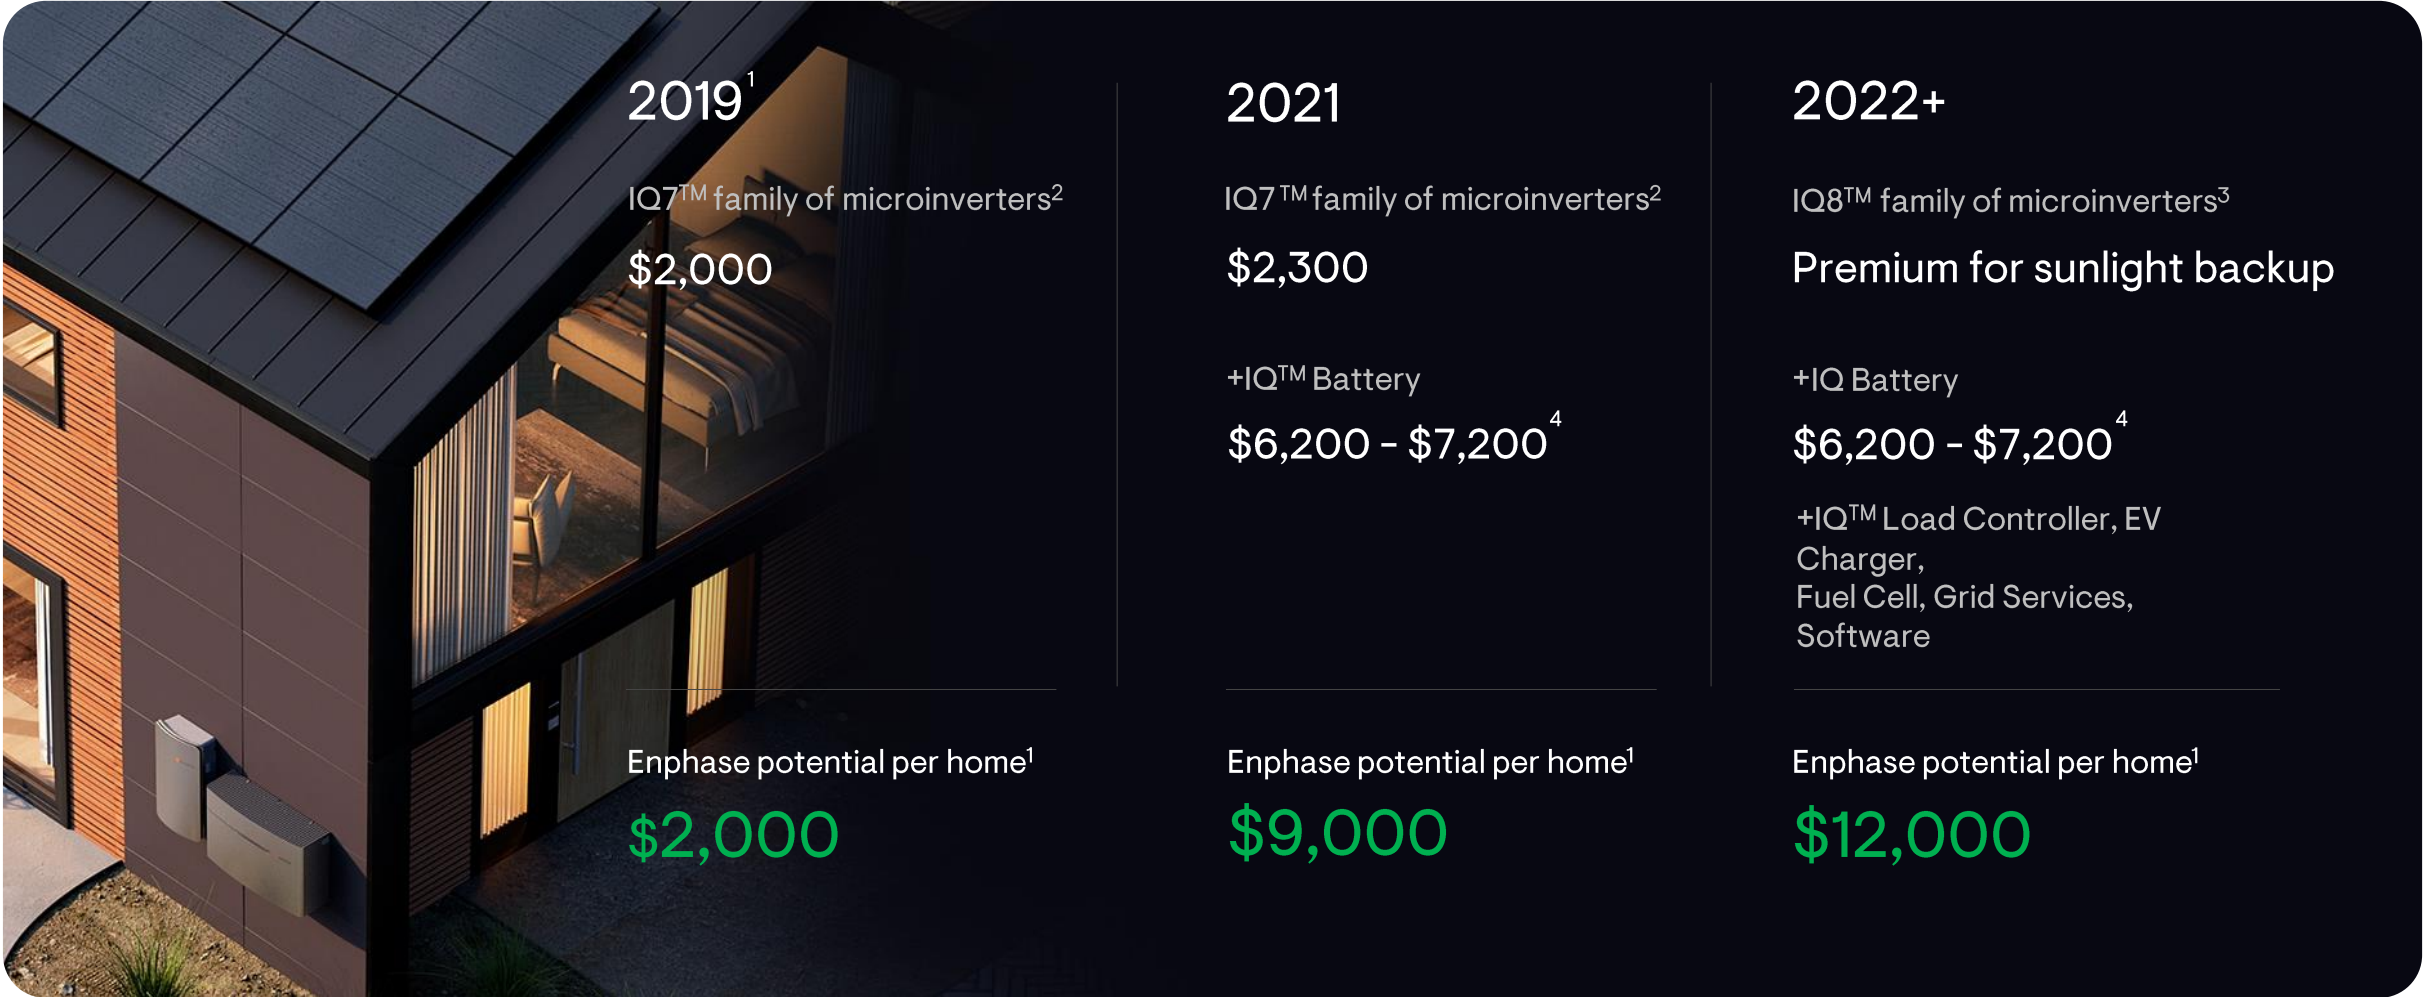 2019¹
IQ7™ family of microinverters²
$2,000
Enphase potential per home¹
$2,000
2021
IQ7™ family of microinverters²
$2,300
+IQ™ Battery
$6,200 - $7,200⁴
Enphase potential per home¹
$9,000
2022+
IQ8™ family of microinverters³
Premium for sunlight backup
+IQ Battery
$6,200 - $7,200⁴
+IQ™ Load Controller, EV
Charger,
Fuel Cell, Grid Services,
Software
Enphase potential per home¹
$12,000